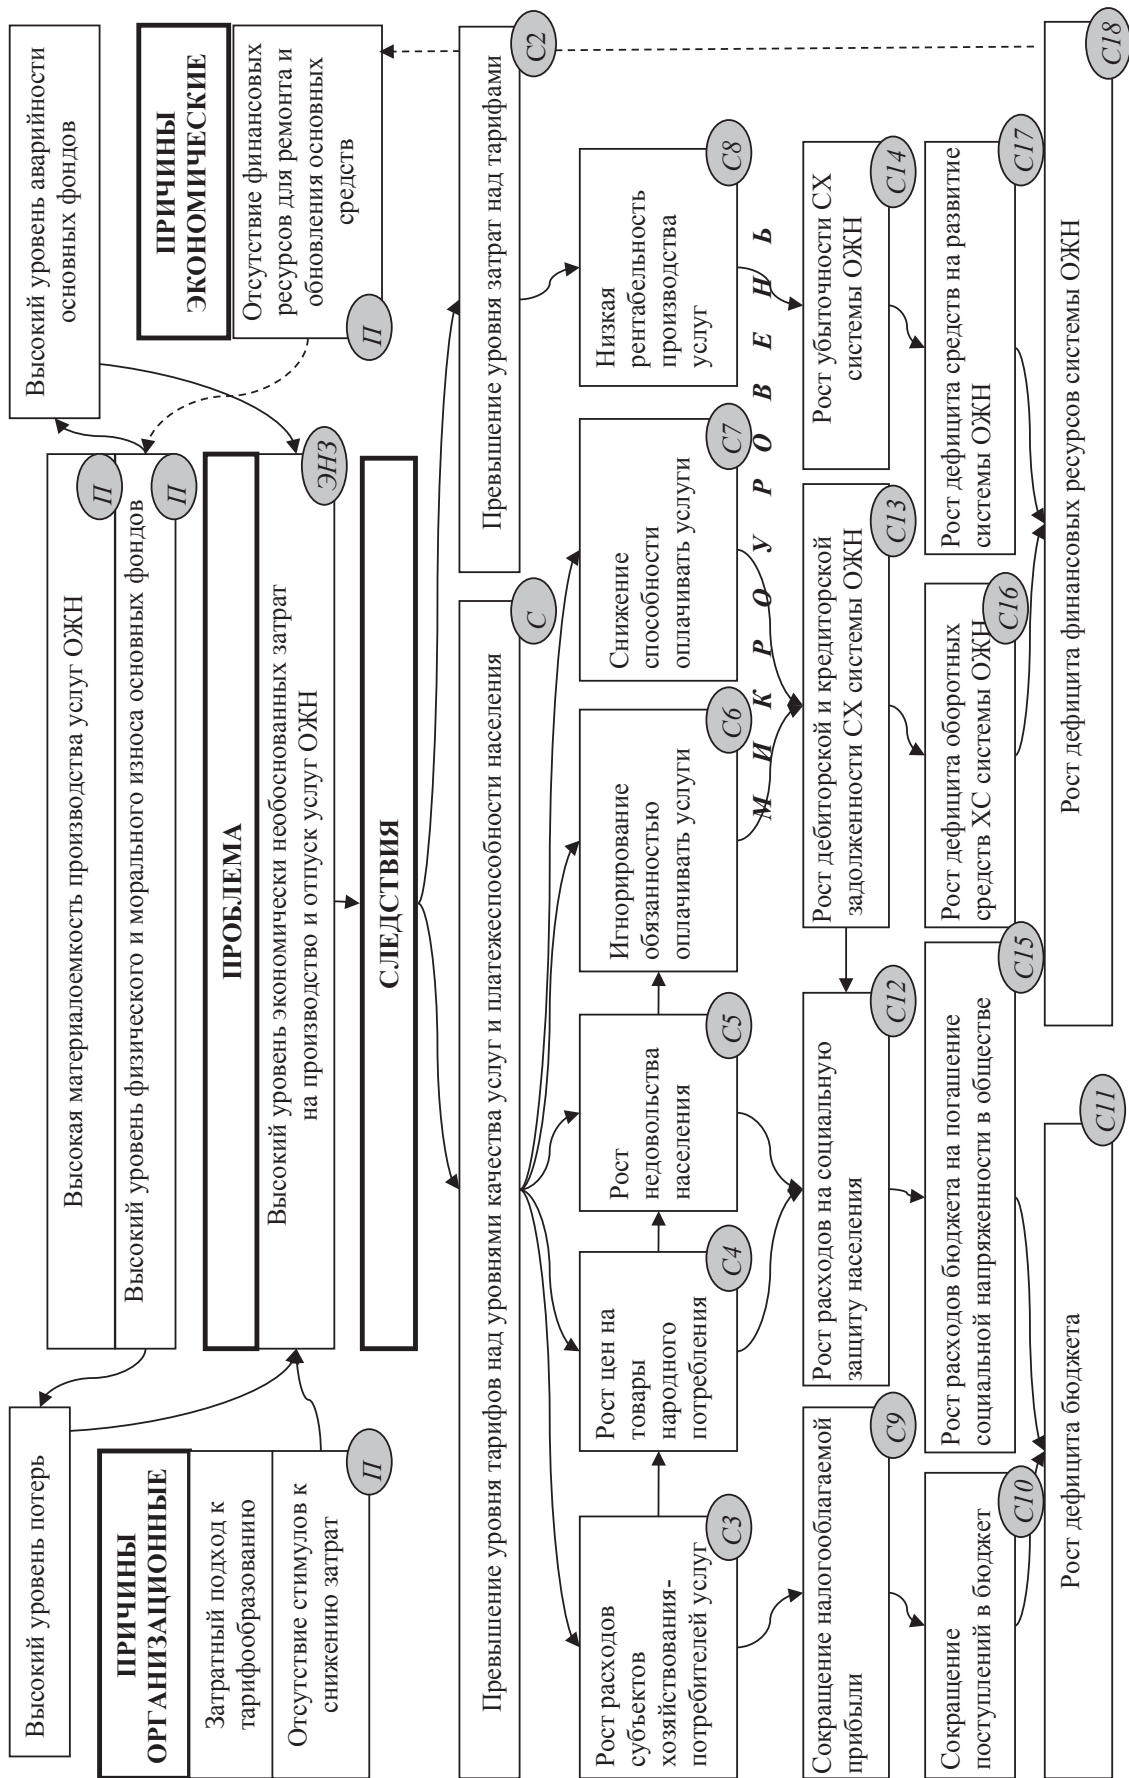 Высокий уровень потерь
Высокая материалоемкость производства услуг ОЖН
П
Высокий уровень физического и морального износа основных фондов
П
Высокий уровень аварийности
основных фондов
ПРИЧИНЫ
ОРГАНИЗАЦИОННЫЕ
Затратный подход к
тарифообразованию
Отсутствие стимулов к
снижению затрат
П
ПРОБЛЕМА
Высокий уровень экономически необоснованных затрат
на производство и отпуск услуг ОЖН
ЭНЗ
ПРИЧИНЫ
ЭКОНОМИЧЕСКИЕ
Отсутствие финансовых
ресурсов для ремонта и
обновления основных
средств
П
СЛЕДСТВИЯ
Превышение уровня тарифов над уровнями качества услуг и платежеспособности населения
С
Превышение уровня затрат над тарифами
С2
Рост расходов
субъектов
хозяйствования-
потребителей услуг
С3
Рост цен на
товары
народного
потребления
С4
Рост
недовольства
населения
С5
Игнорирование
обязанностью
оплачивать услуги
С6
Снижение
способности
оплачивать услуги
С7
Низкая
рентабельность
производства
услуг
С8
М И К Р О У Р О В Е Н Ь
Сокращение налогооблагаемой
прибыли
С9
Рост расходов на социальную
защиту населения
С12
Рост дебиторской и кредиторской
задолженности СХ системы ОЖН
С13
Рост убыточности СХ
системы ОЖН
С14
Сокращение
поступлений в бюджет
С10
Рост расходов бюджета на погашение
социальной напряженности в обществе
С15
Рост дефицита оборотных
средств ХС системы ОЖН
С16
Рост дефицита средств на развитие
системы ОЖН
С17
Рост дефицита бюджета
С11
Рост дефицита финансовых ресурсов системы ОЖН
С18